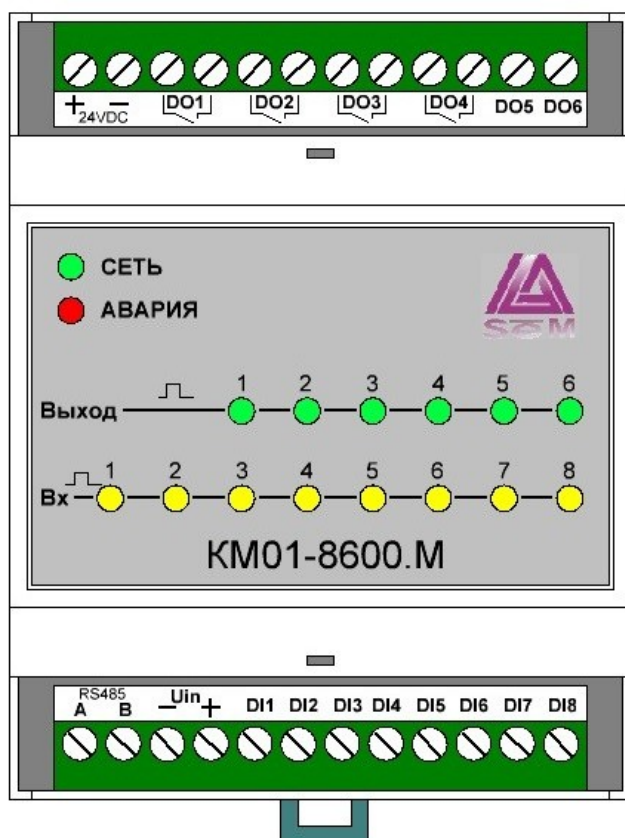 + − DO1 DO2 DO3 DO4 DO5 DO6
24VDC
СЕТЬ
АВАРИЯ
S M
1 2 3 4 5 6
Выход
1 2 3 4 5 6 7 8
Вх
КМ01-8600.М
RS485 −Uin+ DI1 DI2 DI3 DI4 DI5 DI6 DI7 DI8
A B